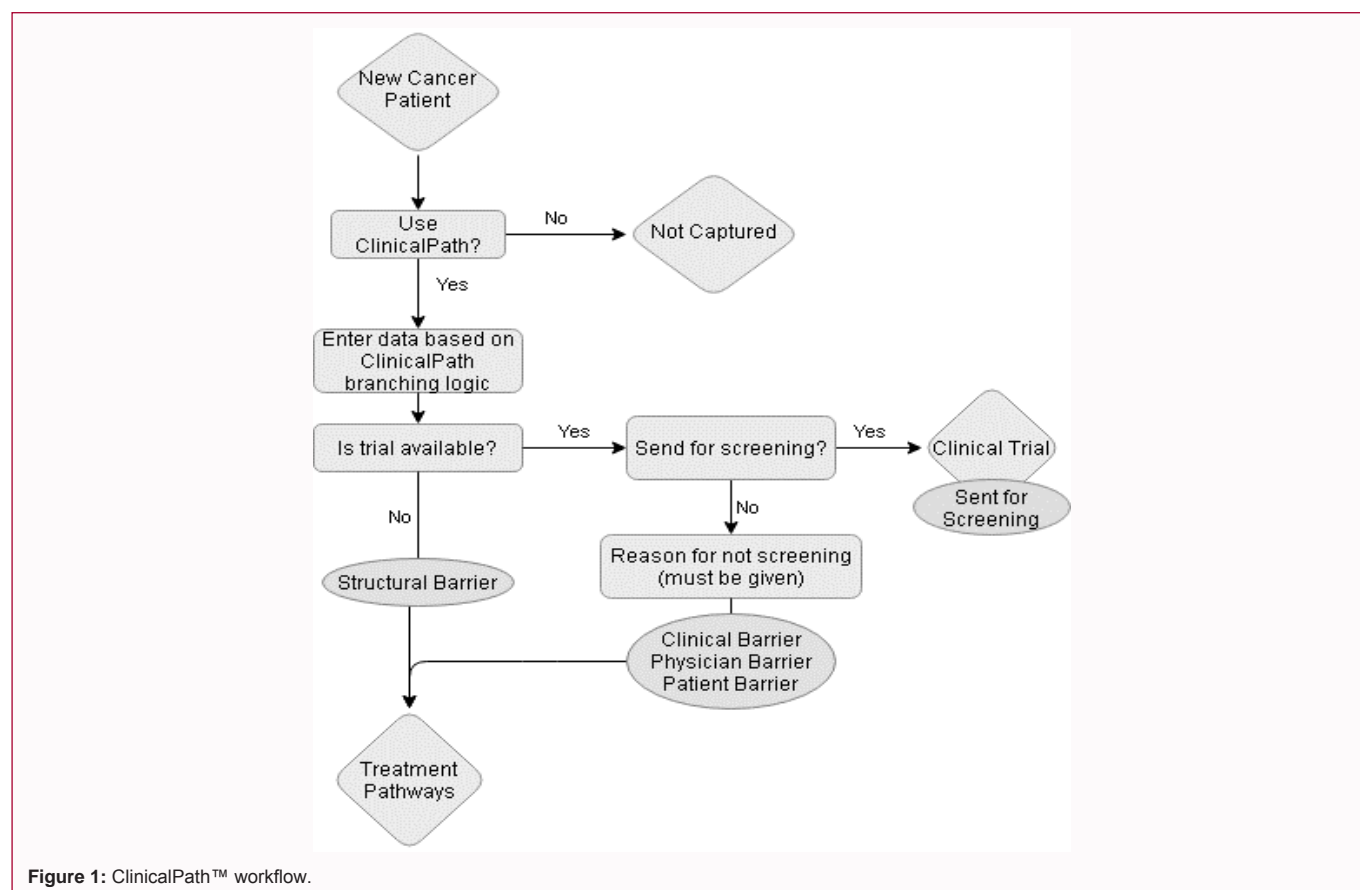 New Cancer
Patient
Use
ClinicalPath?
No
Not Captured
Yes
Enter data based on
ClinicalPath
branching logic
Is trial available?
Yes
Send for screening?
Yes
Clinical Trial
Sent for
Screening
No
No
Reason for not screening
(must be given)
Structural Barrier
Clinical Barrier
Physician Barrier
Patient Barrier
Treatment
Pathways
Figure 1: ClinicalPath™ workflow.